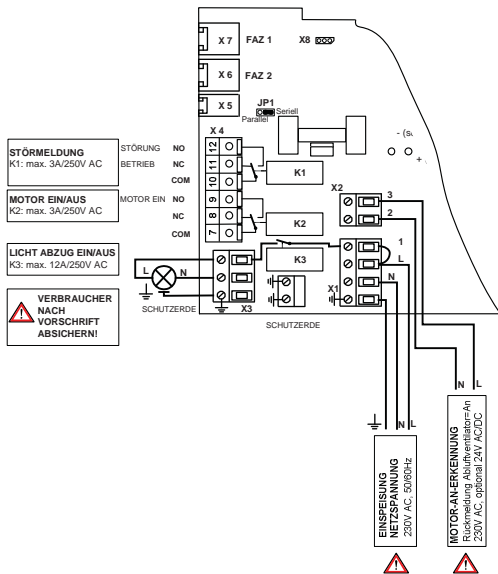 X 7 FAZ 1 X8
X 6 FAZ 2
X 5
JP1
Seriell
Parallel
X 4
STÖRMELDUNG
K1: max. 3A/250V AC
STÖRUNG NO 12
BETRIEB NC 11
COM 10
K1
MOTOR EIN/AUS
K2: max. 3A/250V AC
MOTOR EIN NO 9
NC 8
COM 7
K2
X2
3
2
- (s
+
LICHT ABZUG EIN/AUS
K3: max. 12A/250V AC
L N
K3
1
L
N
X1
X3
SCHUTZERDE
SCHUTZERDE
VERBRAUCHER
NACH
VORSCHRIFT
ABSICHERN!
N L
N L
EINSPEISUNG
NETZSPANNUNG
230V AC, 50/60Hz
MOTOR-AN-ERKENNUNG
Rückmeldung Abluftventilator=An
230V AC, optional 24V AC/DC